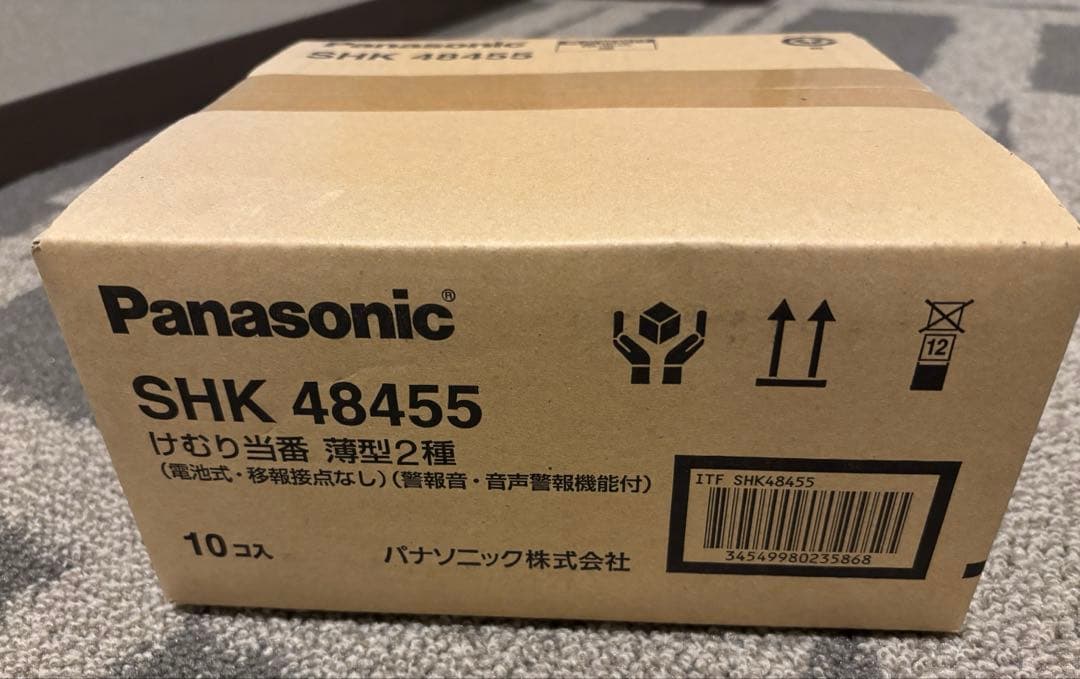 Panasonic
SHK 48455
Panasonic®
SHK 48455
けむり当番 薄型2種
(電池式・移報接点なし)(警報音・音声警報機能付)
10コ入
パナソニック株式会社
12
ITF SHK48455
34549980235868